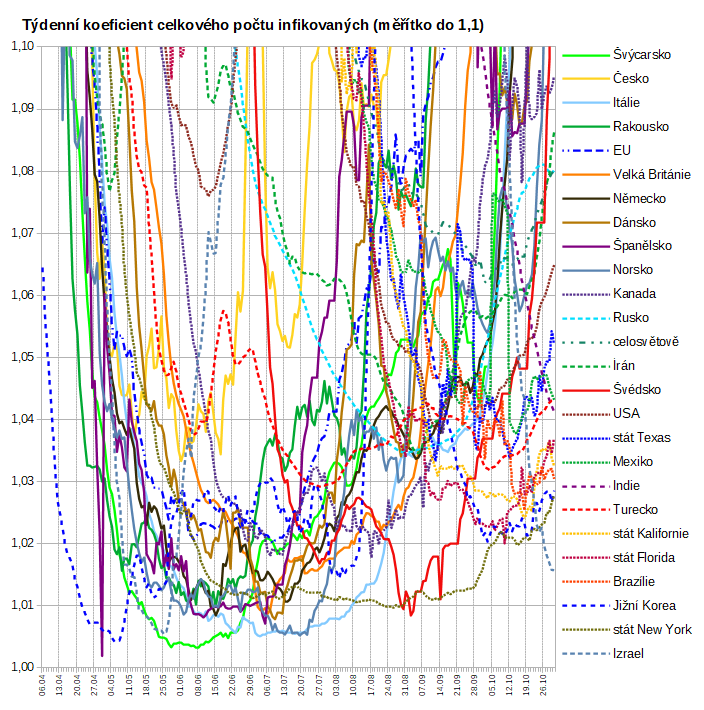 Týdenní koeficient celkového počtu infikovaných (měřítko do 1,1)
1,10
1,09
1,08
1,07
1,06
1,05
1,04
1,03
1,02
1,01
1,00
06.04
13.04
20.04
27.04
04.05
11.05
18.05
25.05
01.06
08.06
15.06
22.06
29.06
06.07
13.07
20.07
27.07
03.08
10.08
17.08
24.08
31.08
07.09
14.09
21.09
28.09
05.10
12.10
19.10
26.10
Švýcarsko
Česko
Itálie
Rakousko
EU
Velká Británie
Německo
Dánsko
Španělsko
Norsko
Kanada
Rusko
celosvětově
Írán
Švédsko
USA
stát Texas
Mexiko
Indie
Turecko
stát Kalifornie
stát Florida
Brazilie
Jižní Korea
stát New York
Izrael